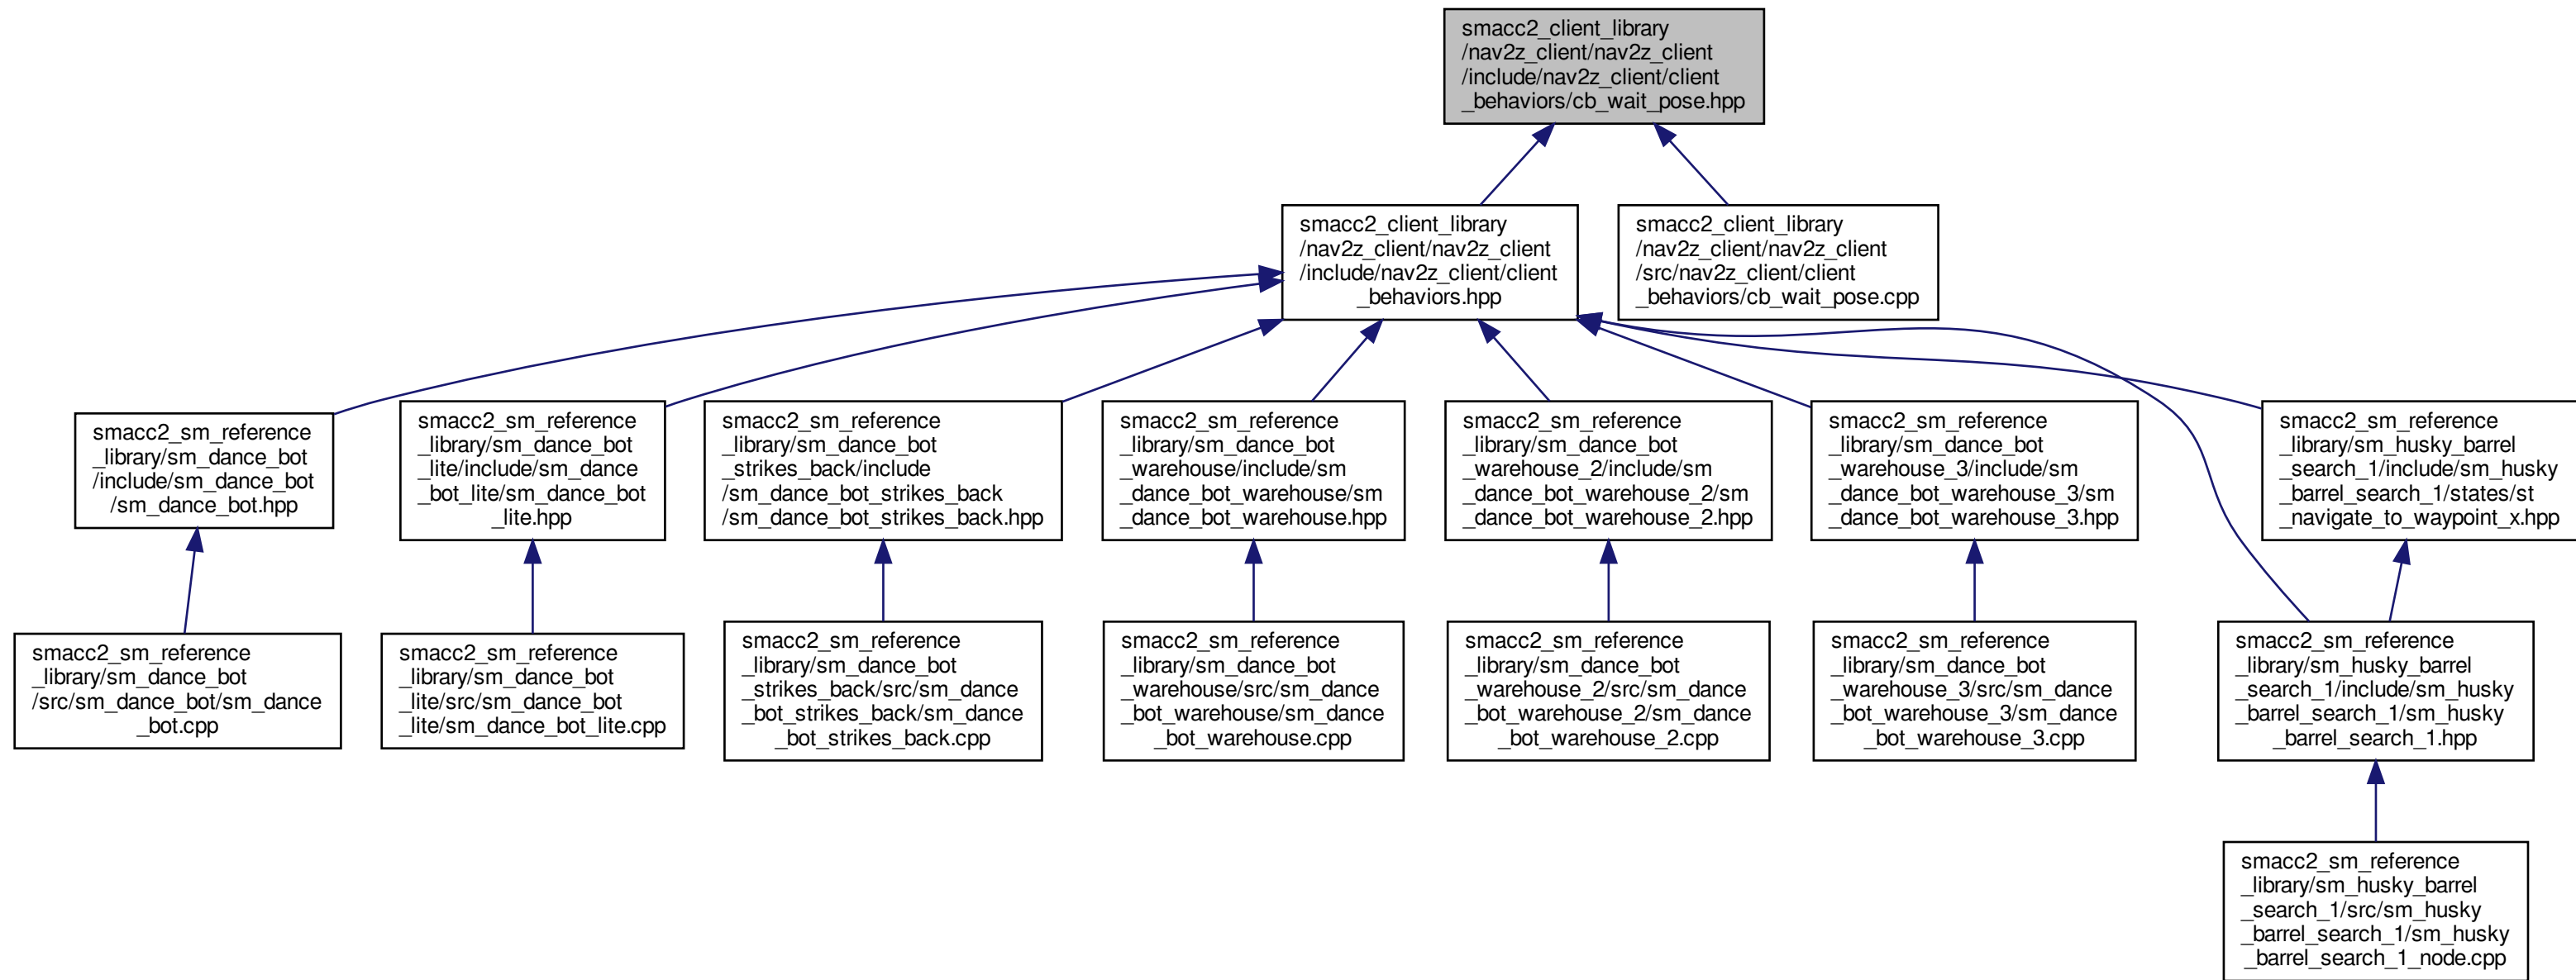 smacc2_client_library
/nav2z_client/nav2z_client
/include/nav2z_client/client
_behaviors/cb_wait_pose.hpp
smacc2_client_library
/nav2z_client/nav2z_client
/include/nav2z_client/client
_behaviors.hpp
smacc2_client_library
/nav2z_client/nav2z_client
/src/nav2z_client/client
_behaviors/cb_wait_pose.cpp
smacc2_sm_reference
_library/sm_dance_bot
/include/sm_dance_bot
/sm_dance_bot.hpp
smacc2_sm_reference
_library/sm_dance_bot
_lite/include/sm_dance
_bot_lite/sm_dance_bot
_lite.hpp
smacc2_sm_reference
_library/sm_dance_bot
_strikes_back/include
/sm_dance_bot_strikes_back
/sm_dance_bot_strikes_back.hpp
smacc2_sm_reference
_library/sm_dance_bot
_warehouse/include/sm
_dance_bot_warehouse/sm
_dance_bot_warehouse.hpp
smacc2_sm_reference
_library/sm_dance_bot
_warehouse_2/include/sm
_dance_bot_warehouse_2/sm
_dance_bot_warehouse_2.hpp
smacc2_sm_reference
_library/sm_dance_bot
_warehouse_3/include/sm
_dance_bot_warehouse_3/sm
_dance_bot_warehouse_3.hpp
smacc2_sm_reference
_library/sm_husky_barrel
_search_1/include/sm_husky
_barrel_search_1/states/st
_navigate_to_waypoint_x.hpp
smacc2_sm_reference
_library/sm_dance_bot
/src/sm_dance_bot/sm_dance
_bot.cpp
smacc2_sm_reference
_library/sm_dance_bot
_lite/src/sm_dance_bot
_lite/sm_dance_bot_lite.cpp
smacc2_sm_reference
_library/sm_dance_bot
_strikes_back/src/sm_dance
_bot_strikes_back/sm_dance
_bot_strikes_back.cpp
smacc2_sm_reference
_library/sm_dance_bot
_warehouse/src/sm_dance
_bot_warehouse/sm_dance
_bot_warehouse.cpp
smacc2_sm_reference
_library/sm_dance_bot
_warehouse_2/src/sm_dance
_bot_warehouse_2/sm_dance
_bot_warehouse_2.cpp
smacc2_sm_reference
_library/sm_dance_bot
_warehouse_3/src/sm_dance
_bot_warehouse_3/sm_dance
_bot_warehouse_3.cpp
smacc2_sm_reference
_library/sm_husky_barrel
_search_1/include/sm_husky
_barrel_search_1/sm_husky
_barrel_search_1.hpp
smacc2_sm_reference
_library/sm_husky_barrel
_search_1/src/sm_husky
_barrel_search_1/sm_husky
_barrel_search_1_node.cpp